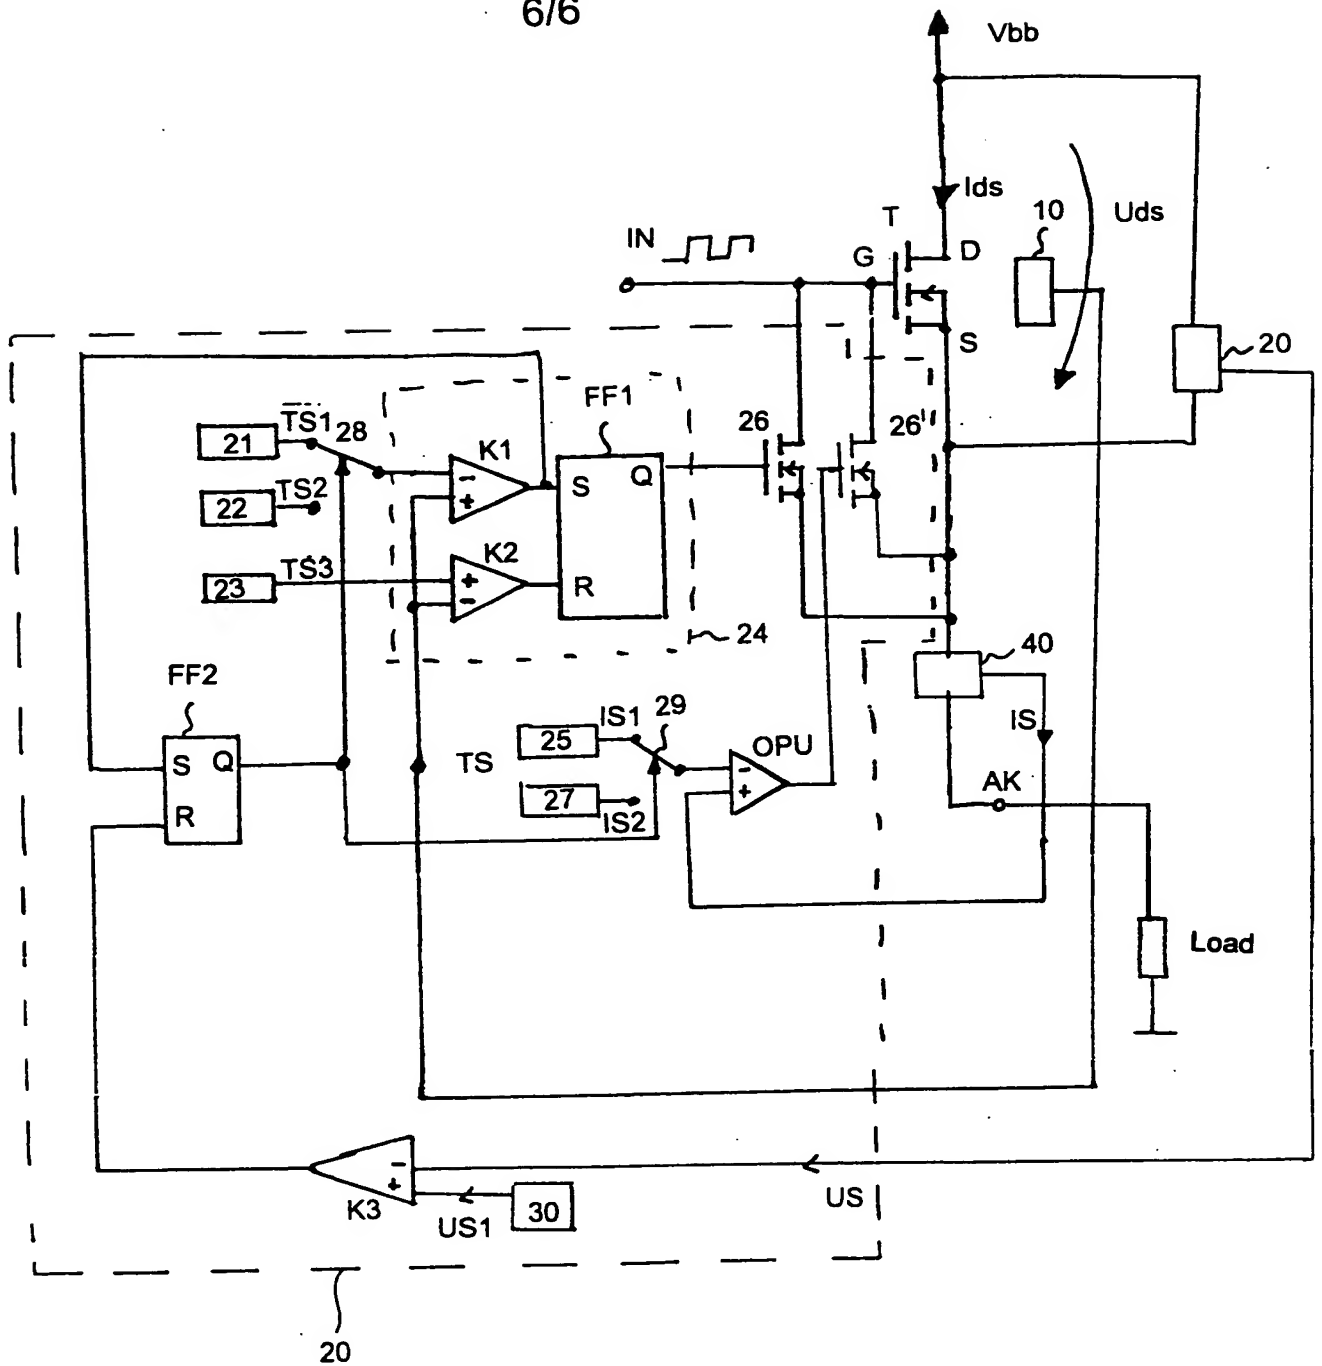 6/6
Vbb
Ids
T
10
Uds
IN
G
D
S
20
FF1
26
26'
TS1
28
21
K1
S
Q
TS2
22
K2
TS3
23
R
24
40
FF2
IS1
29
IS
25
OPU
S
Q
TS
AK
27
R
IS2
Load
K3
US1
30
US
20